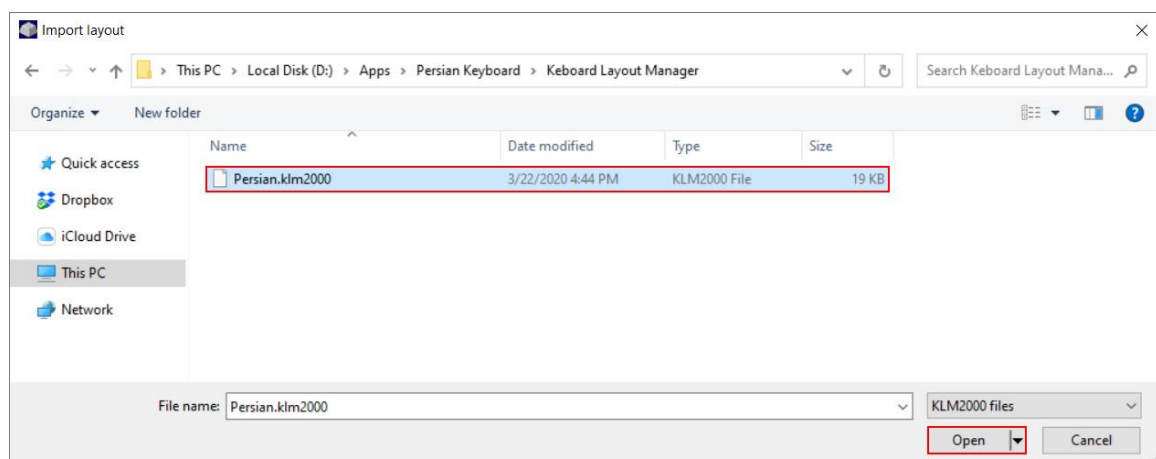 Import layout
This PC > Local Disk (D:) > Apps > Persian Keyboard > Keboard Layout Manager
Search Keboard Layout Mana...
Organize
New folder
Name
Date modified
Type
Size
Quick access
Persian.klm2000
3/22/2020 4:44 PM
KLM2000 File
19 KB
Dropbox
iCloud Drive
This PC
Network
File name:
Persian.klm2000
KLM2000 files
Open
Cancel